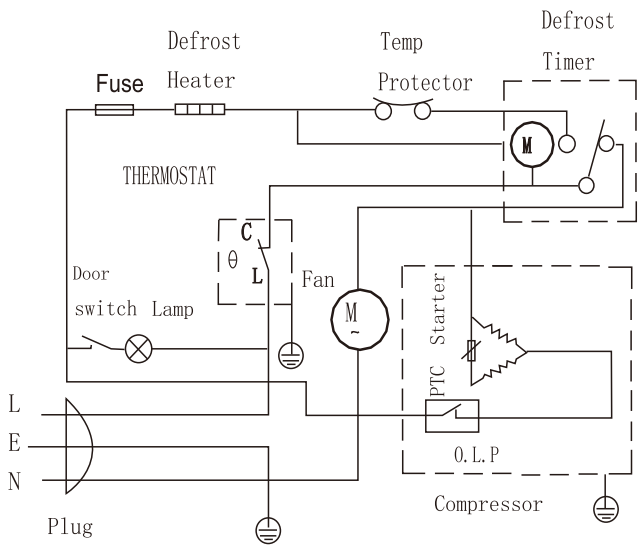 Defrost
Timer
Defrost
Heater
Temp
Protector
Fuse
M
THERMOSTAT
C
θ
L
Fan
M
~
Door
switch Lamp
PTC Starter
L
E
N
O.L.P
Compressor
Plug